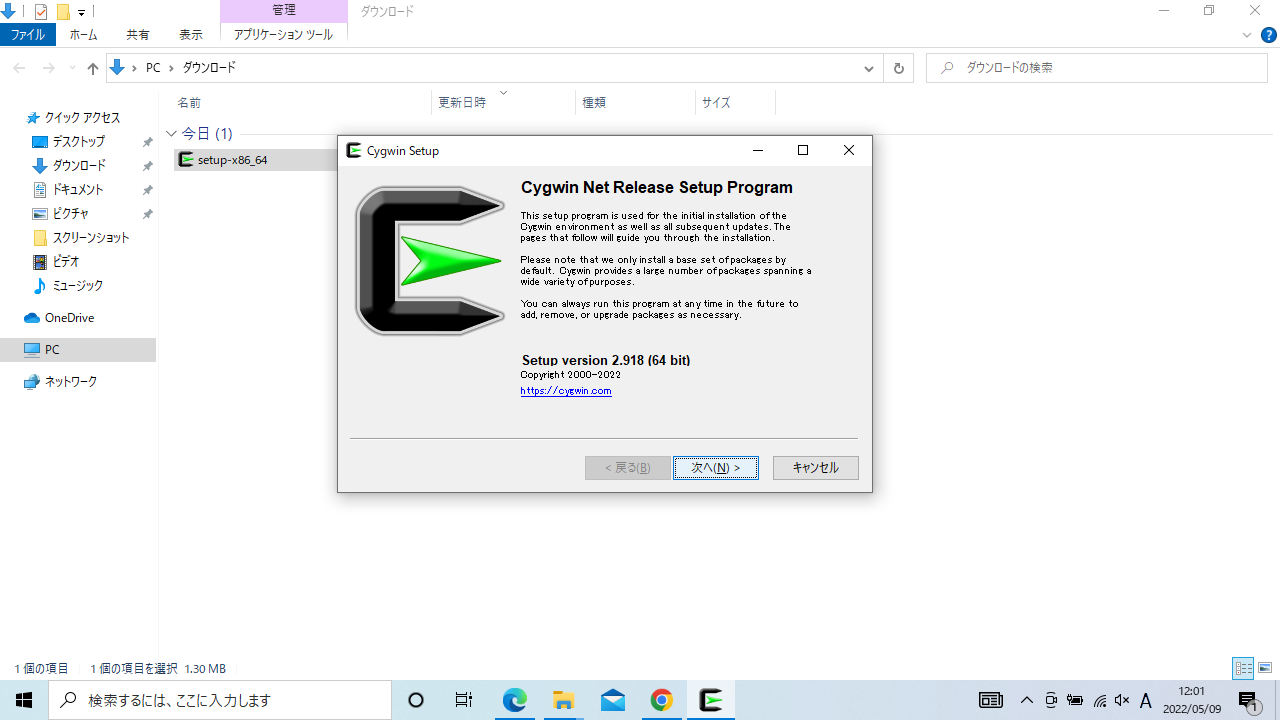 管理
ダウンロード
ファイル
ホーム
共有
表示
アプリケーション ツール
PC
ダウンロード
ダウンロードの検索
名前
更新日時
種類
サイズ
クイック アクセス
デスクトップ
ダウンロード
ドキュメント
ピクチャ
スクリーンショット
ビデオ
ミュージック
OneDrive
PC
ネットワーク
今日 (1)
setup-x86_64
Cygwin Setup
Cygwin Net Release Setup Program
This setup program is used for the initial installation of the
Cygwin environment as well as all subsequent updates. The
pages that follow will guide you through the installation.
Please note that we only install a base set of packages by
default. Cygwin provides a large number of packages spanning a
wide variety of purposes.
You can always run this program at any time in the future to
add, remove, or upgrade packages as necessary.
Setup version 2.918 (64 bit)
Copyright 2000-2022
https://cygwin.com
< 戻る(B)
次へ(N) >
キャンセル
1 個の項目
1 個の項目を選択 1.30 MB
検索するには、ここに入力します
A
12:01
2022/05/09
1